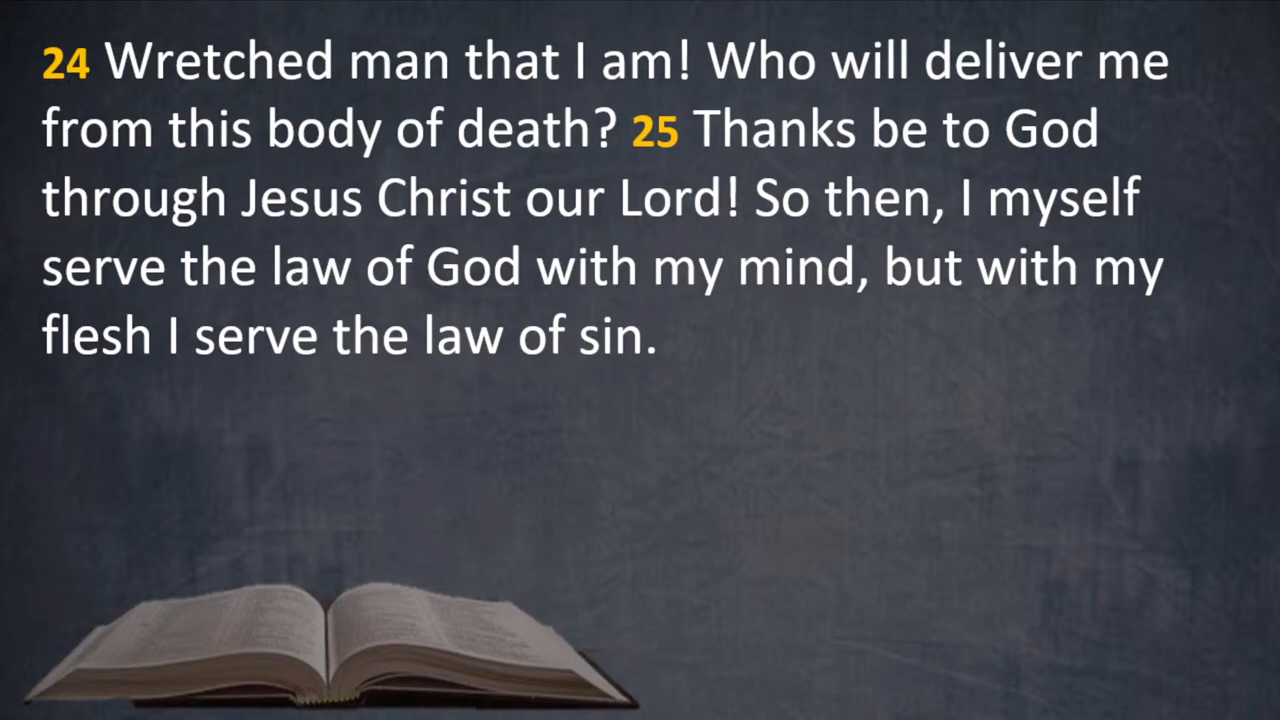 24 Wretched man that I am! Who will deliver me
from this body of death? 25 Thanks be to God
through Jesus Christ our Lord! So then, I myself
serve the law of God with my mind, but with my
flesh I serve the law of sin.